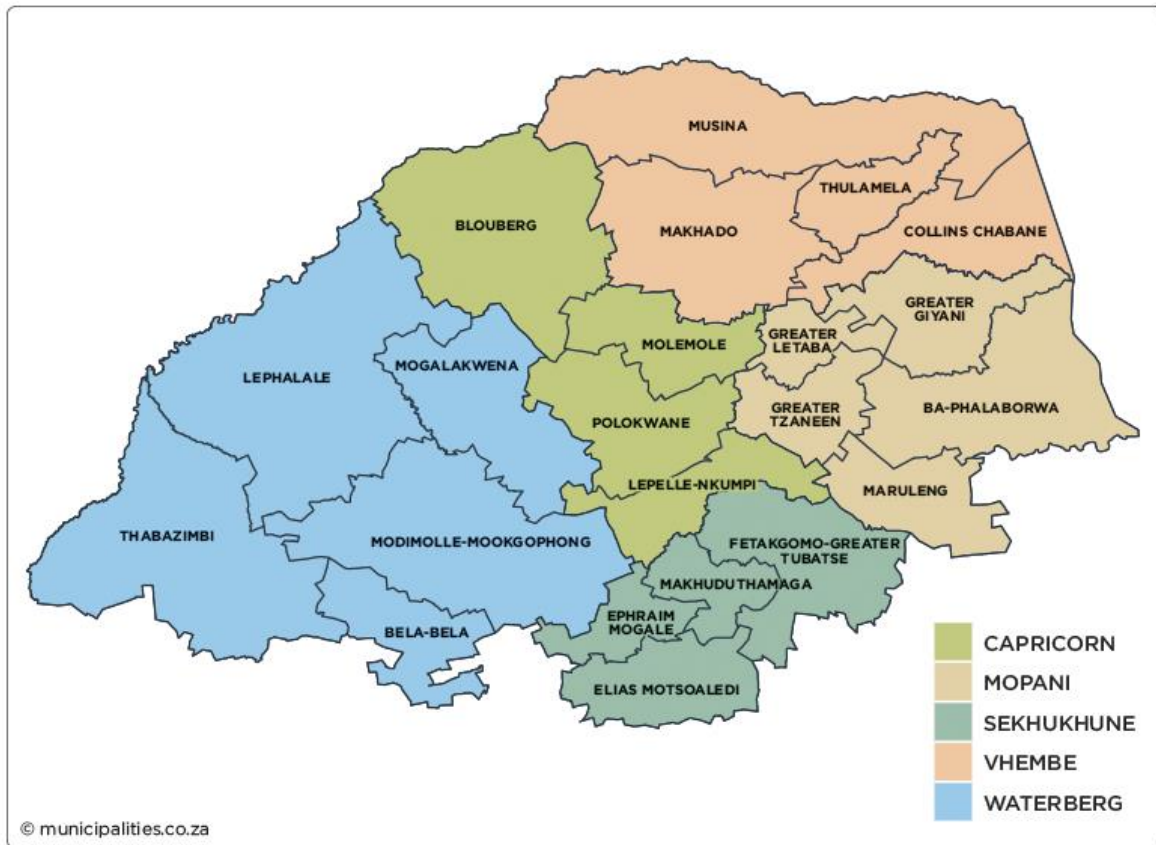 MUSINA
THULAMELA
BLOUBERG
MAKHADO
COLLINS CHABANE
GREATER
GIYANI
MOLEMOLE
GREATER
LETABA
MOGALAKWENA
LEPHALALE
GREATER
TZANEEN
BA-PHALABORWA
POLOKWANE
LEPELLE-NKUMPI
MARULENG
THABAZIMBI
MODIMOLLE-MOOKGOPHONG
FETAKGOMO-GREATER
TUBATSE
MAKHUDUTHAMAGA
EPHRAIM
MOGALE
BELA-BELA
ELIAS MOTSOALEDI
CAPRICORN
MOPANI
SEKHUKHUNE
VHEMBE
WATERBERG
© municipalities.co.za